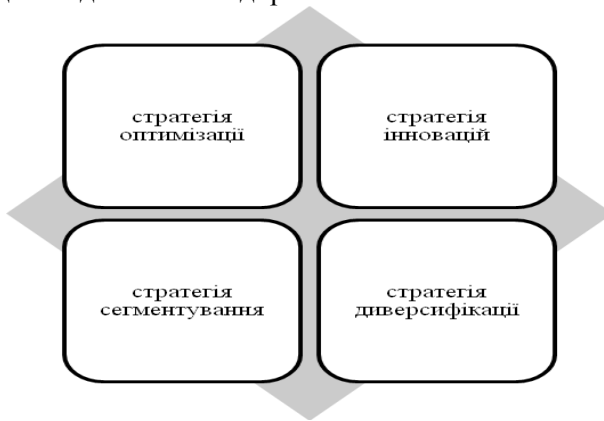 стратегія
оптимізації
стратегія
інновацій
стратегія
сегментування
стратегія
диверсифікації